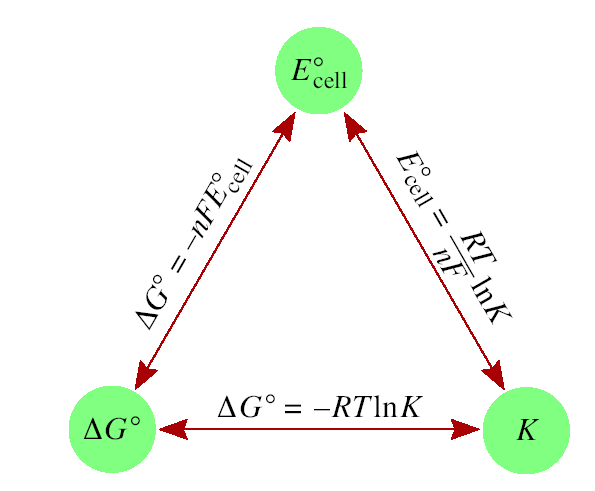 E°cell
ΔG° = –nFE°cell
E°cell = RT/nF lnK
ΔG° = –RT lnK
ΔG°
K